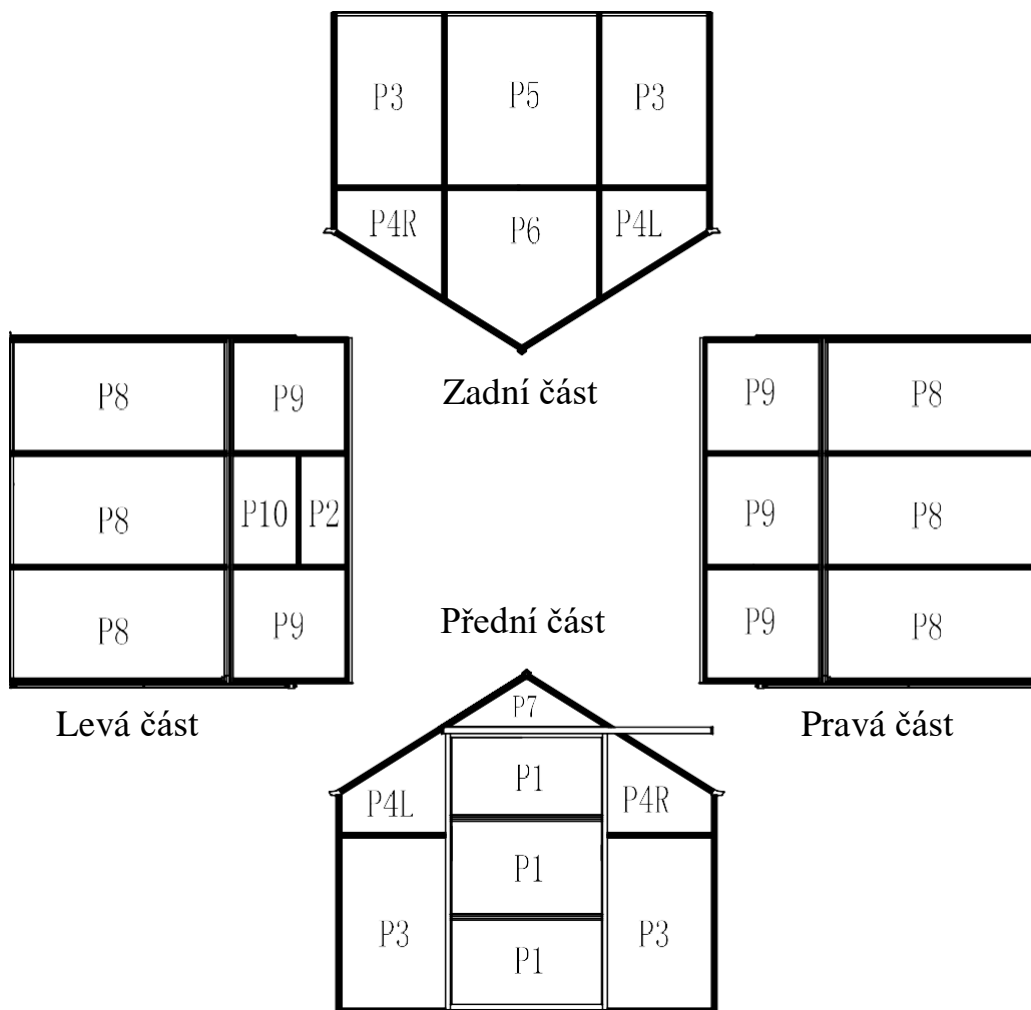 P3 P5 P3
P4R P6 P4L
Zadní část
P8 P9
P8 P10 P2
P8 P9
Levá část
P9 P8
P9 P8
P9 P8
Pravá část
Přední část
P7
P4L P1 P4R
P1
P3 P1 P3